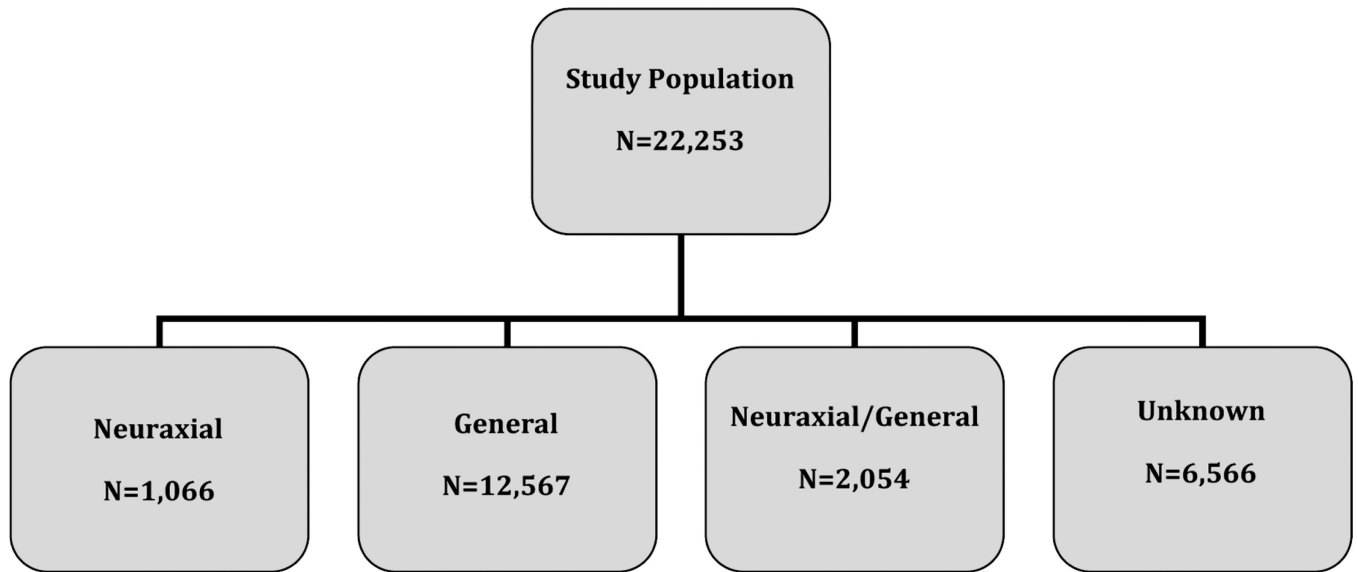 Study Population
N=22,253
Neuraxial
N=1,066
General
N=12,567
Neuraxial/General
N=2,054
Unknown
N=6,566